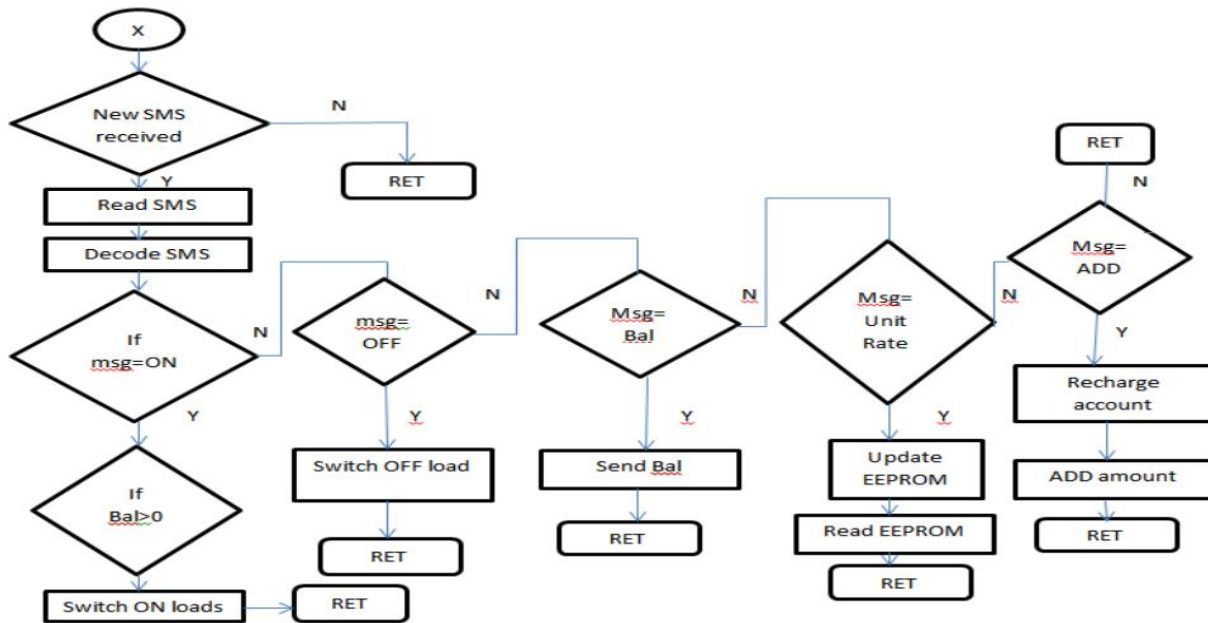 X
New SMS
received
N
RET
Y
Read SMS
Decode SMS
If
msg=ON
N
Y
If
Bal>0
Switch ON loads
RET
msg=
OFF
N
Y
Switch OFF load
RET
Msg=
Bal
N
Y
Send Bal
RET
Msg=
Unit
Rate
N
Y
Update
EEPROM
Read EEPROM
RET
RET
N
Msg=
ADD
Y
Recharge
account
ADD amount
RET